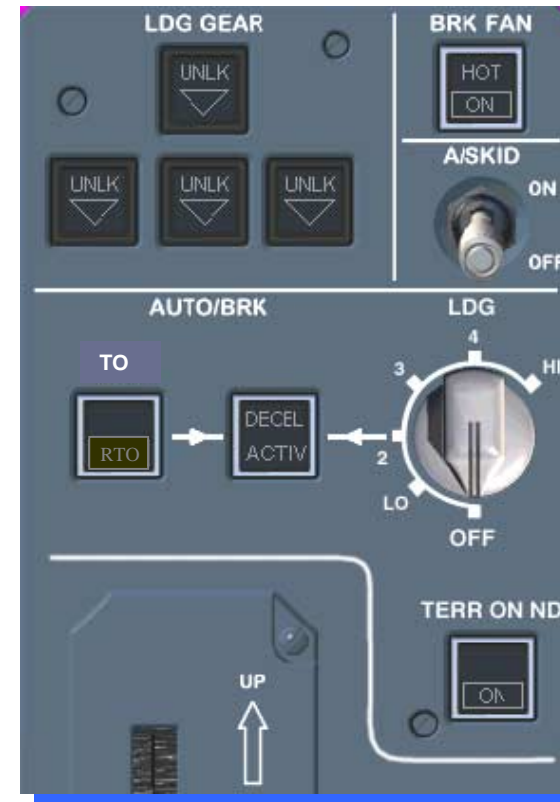 LDG GEAR
BRK FAN
UNLK
HOT
ON
A/SKID
UNLK UNLK UNLK
ON
OFF
AUTO/BRK
LDG
TO
4
3
HI
DECEL
RTO
ACTIV
2
LO
OFF
TERR ON ND
ON
UP